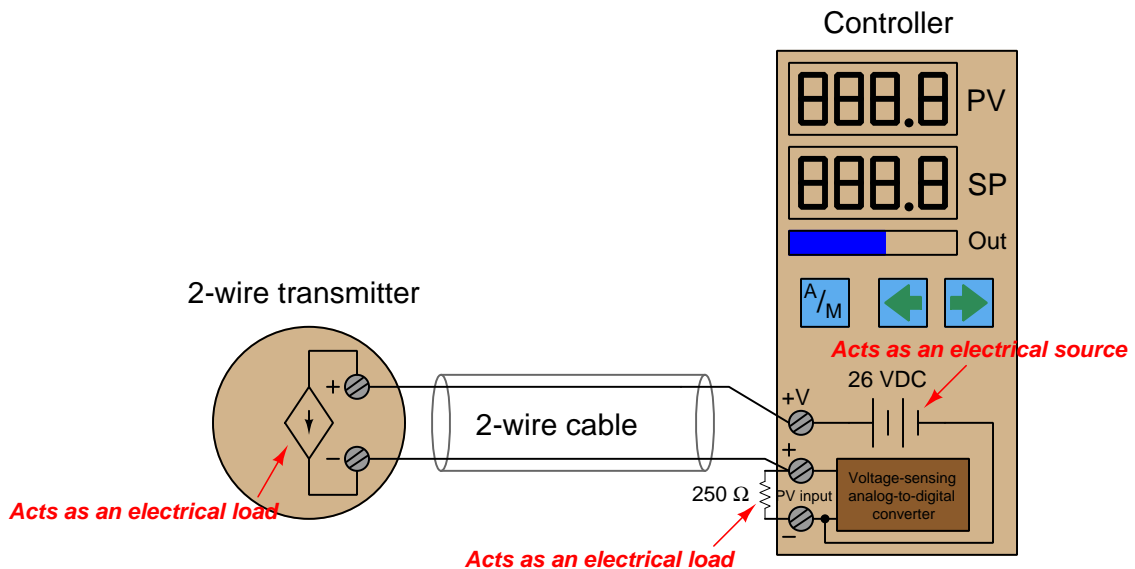 Controller
888.8 PV
888.8 SP
Out
2-wire transmitter
A/M
Acts as an electrical source
26 VDC
+V
+
2-wire cable
−
+
250 Ω
PV input
−
Voltage-sensing
analog-to-digital
converter
Acts as an electrical load
Acts as an electrical load